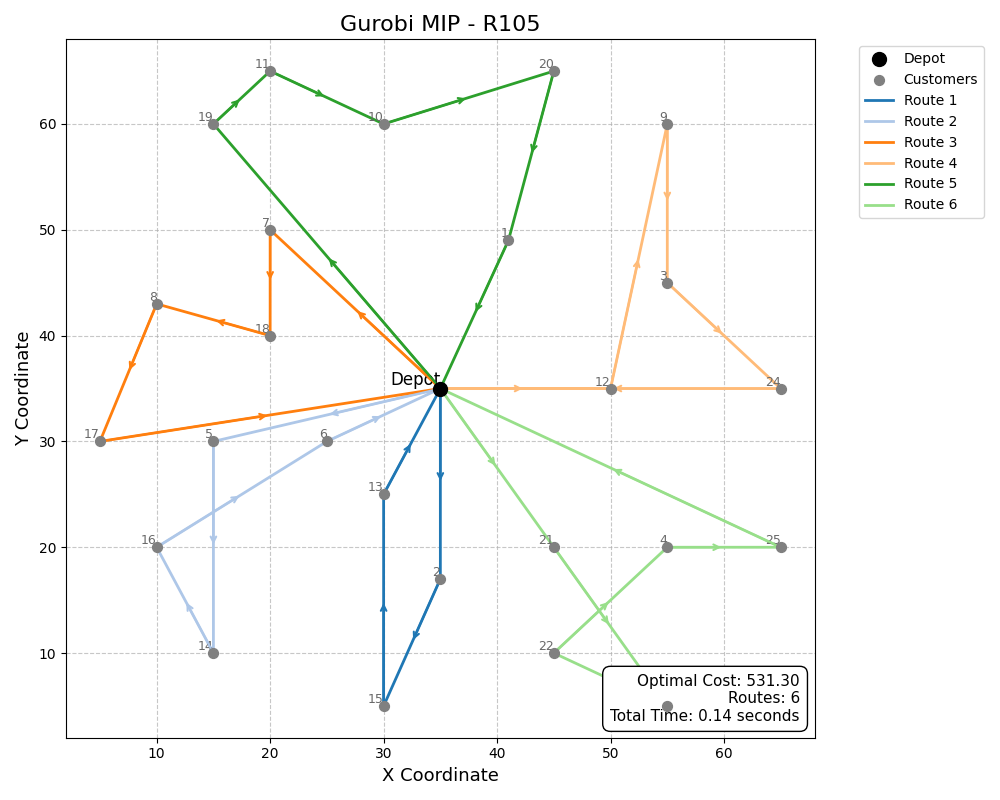 Gurobi MIP - R105
Depot
Customers
Route 1
Route 2
Route 3
Route 4
Route 5
Route 6
Y Coordinate
60
50
40
30
20
10
11
20
19
10
9
7
1
3
8
18
Depot
12
24
17
5
6
13
16
21
4
25
2
14
22
15
Optimal Cost: 531.30
Routes: 6
Total Time: 0.14 seconds
10
20
30
40
50
60
X Coordinate